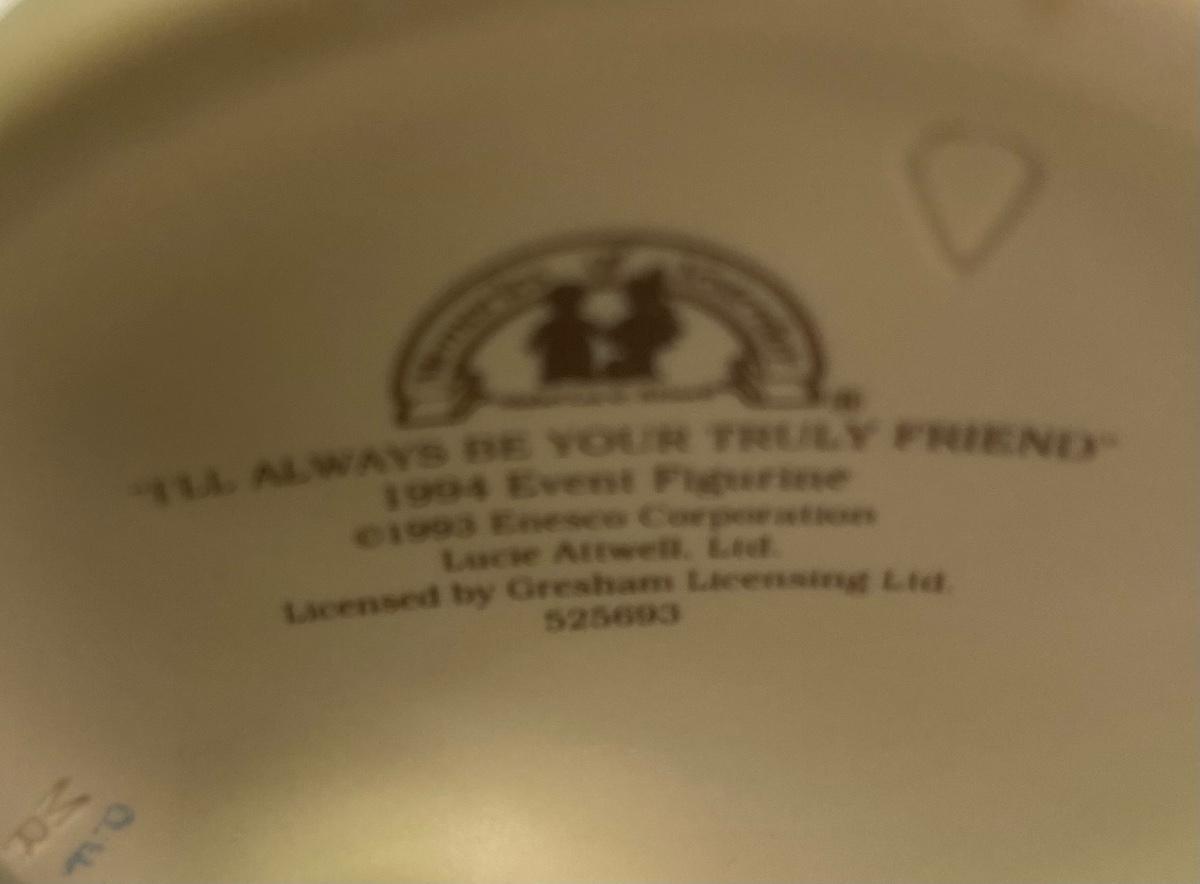 "I'LL ALWAYS BE YOUR TRULY FRIEND"
1994 Event Figurine
©1993 Enesco Corporation
Lucie Attwell, Ltd.
Licensed by Gresham Licensing Ltd.
525693